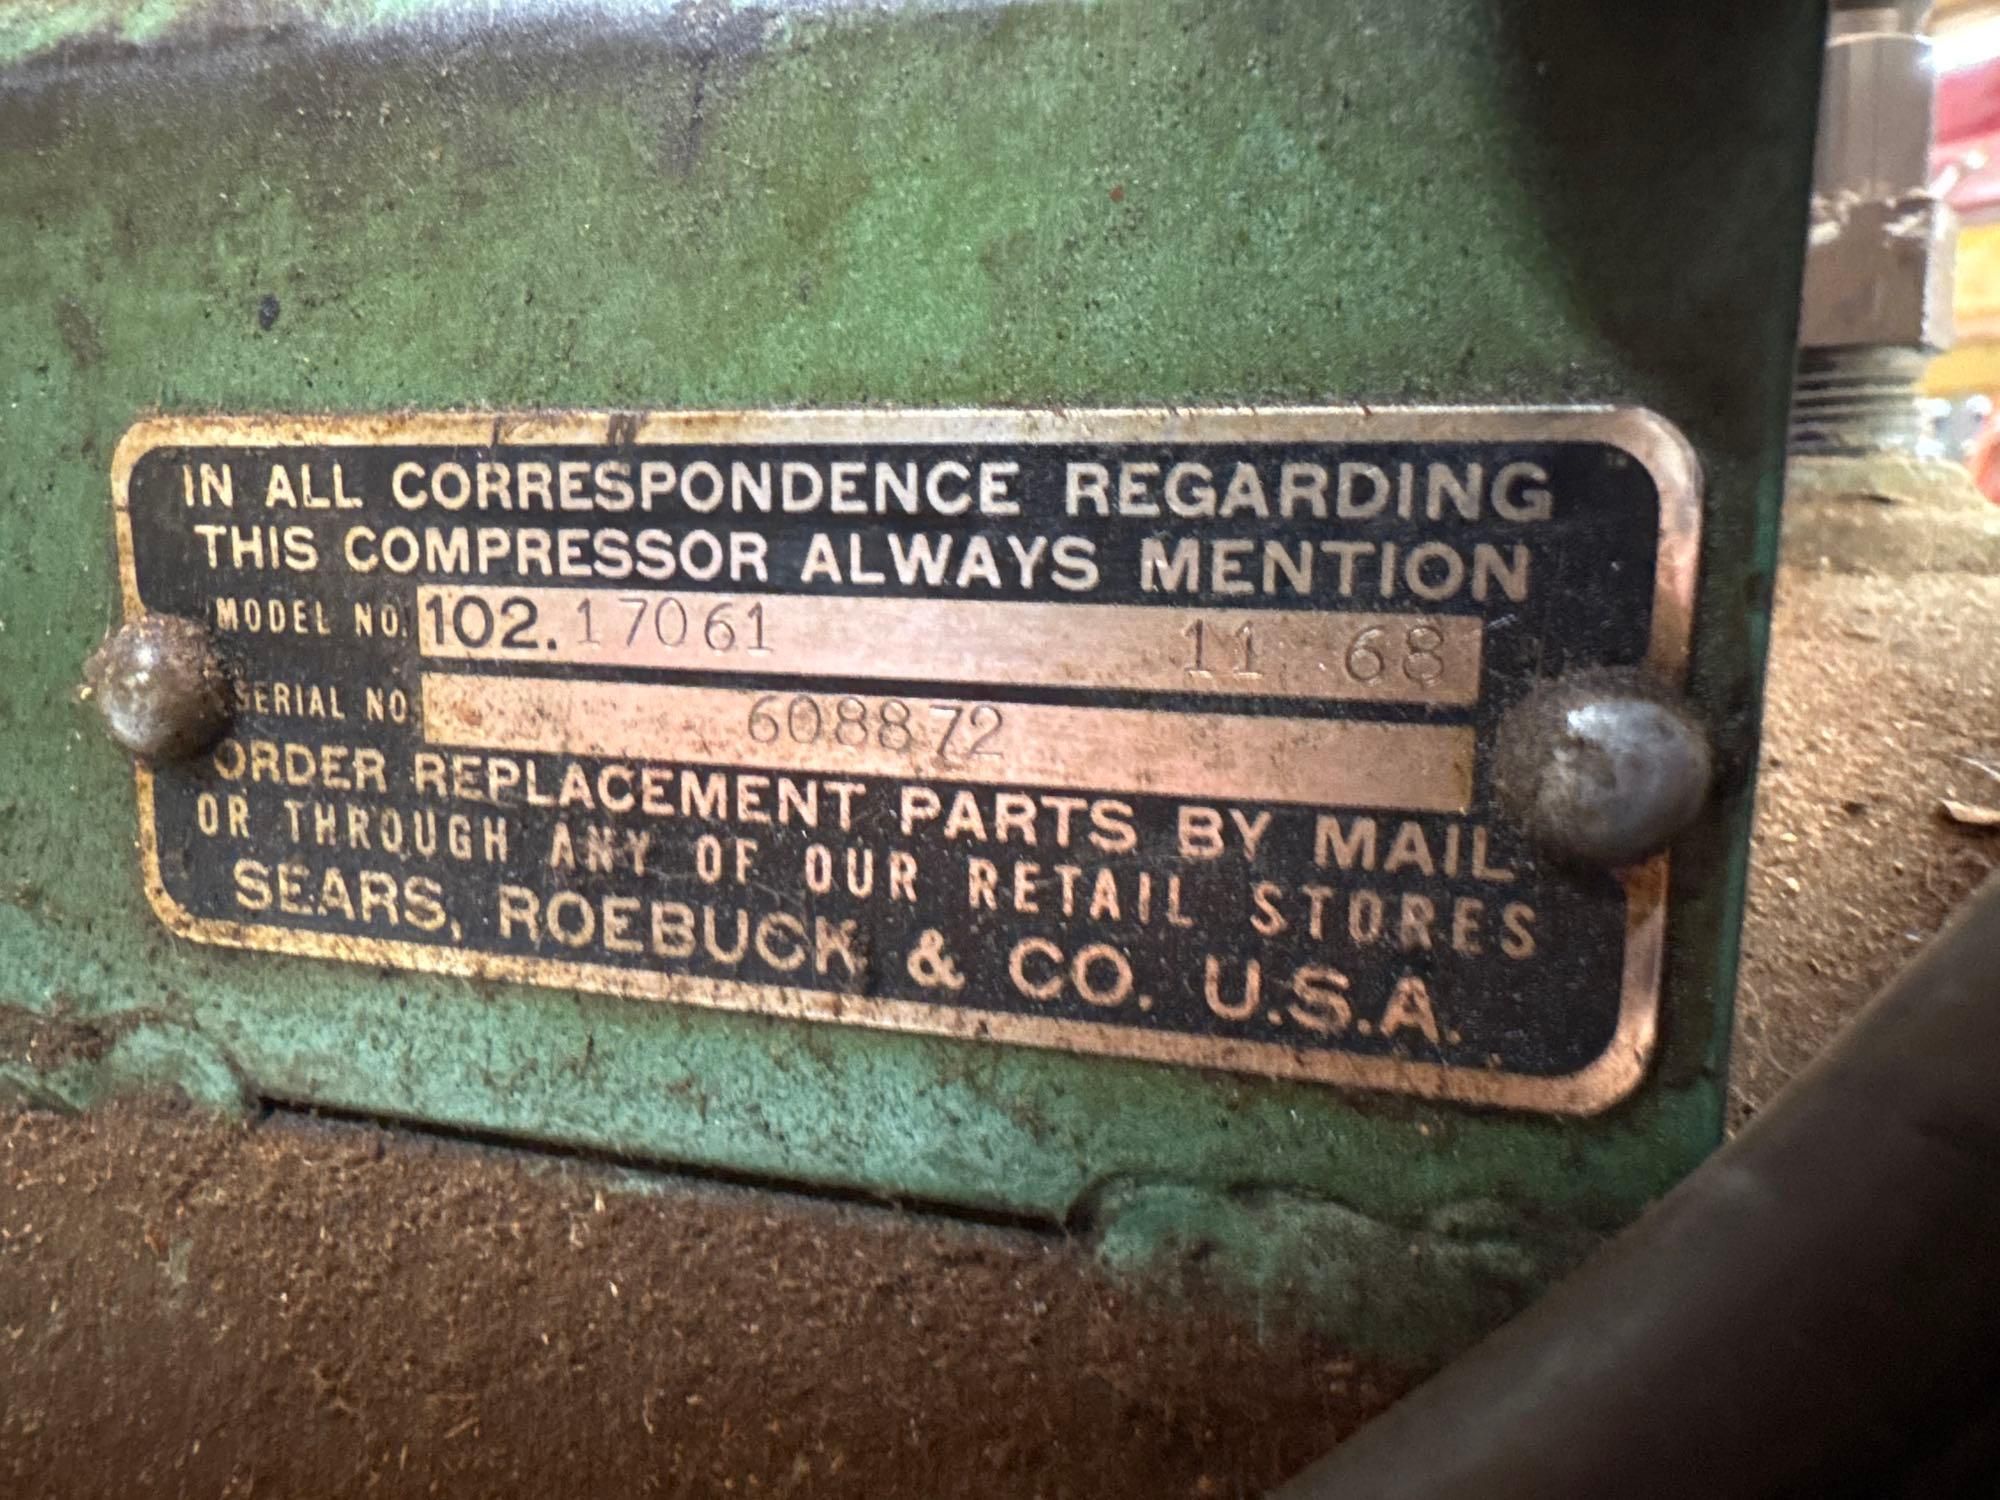 IN ALL CORRESPONDENCE REGARDING
THIS COMPRESSOR ALWAYS MENTION
MODEL NO. 102.17061 11 68
SERIAL NO. 608872
ORDER REPLACEMENT PARTS BY MAIL
OR THROUGH ANY OF OUR RETAIL STORES
SEARS, ROEBUCK & CO. U.S.A.